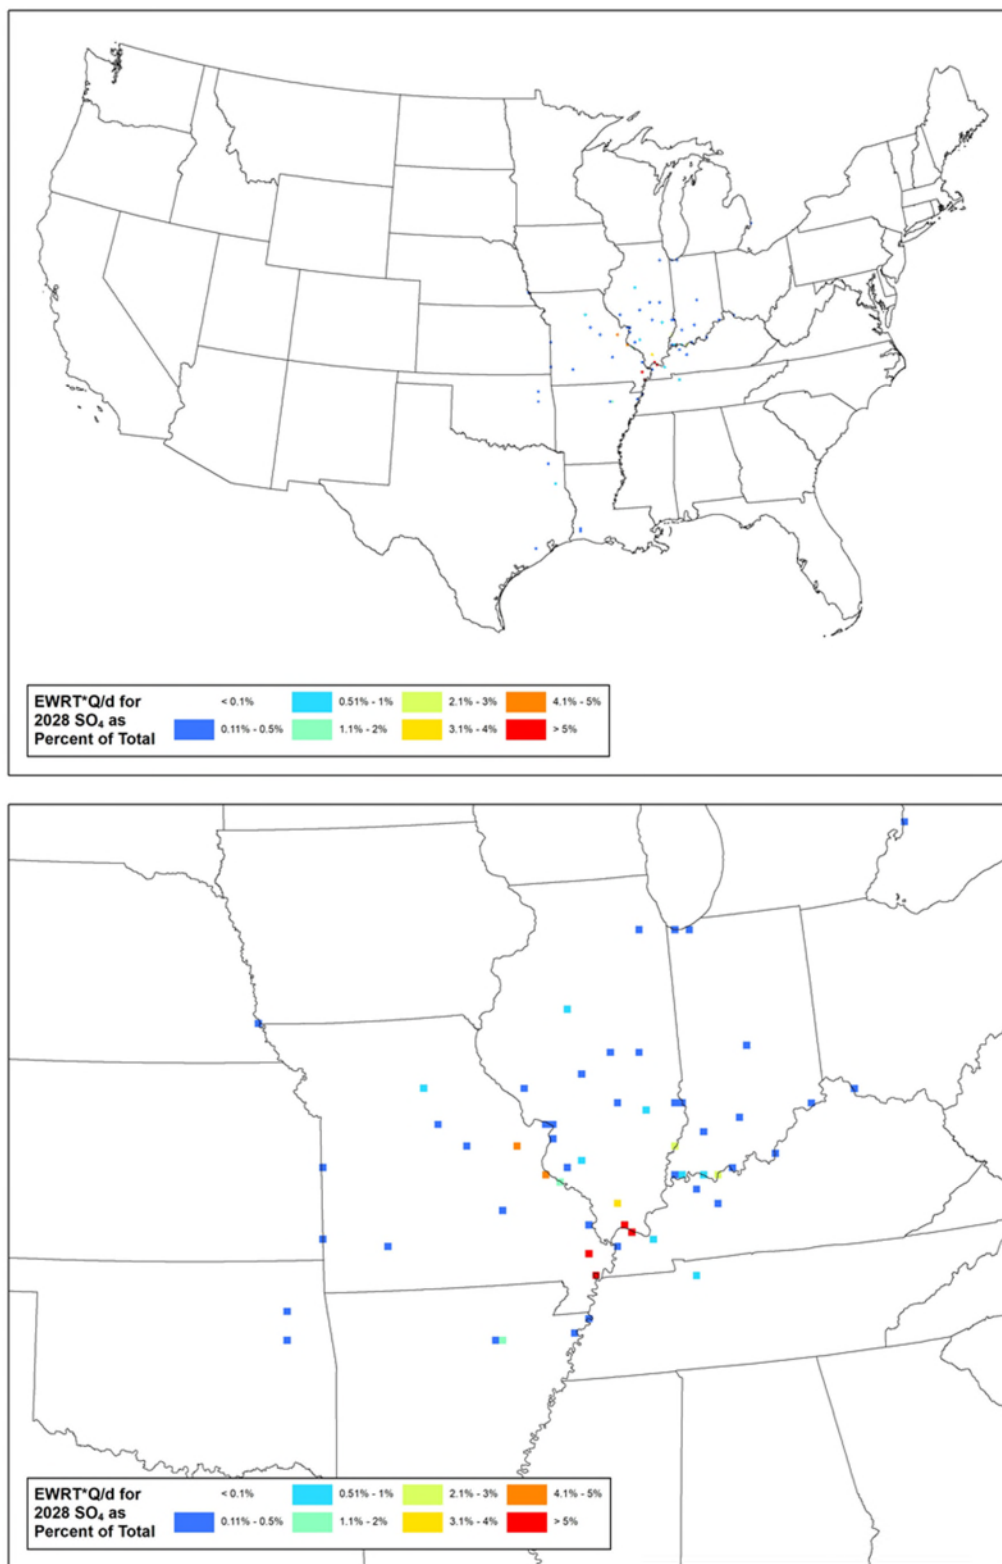 EWRT*Q/d for
2028 SO₄ as
Percent of Total
< 0.1%
0.51% - 1%
2.1% - 3%
4.1% - 5%
0.11% - 0.5%
1.1% - 2%
3.1% - 4%
> 5%
EWRT*Q/d for
2028 SO₄ as
Percent of Total
< 0.1%
0.51% - 1%
2.1% - 3%
4.1% - 5%
0.11% - 0.5%
1.1% - 2%
3.1% - 4%
> 5%